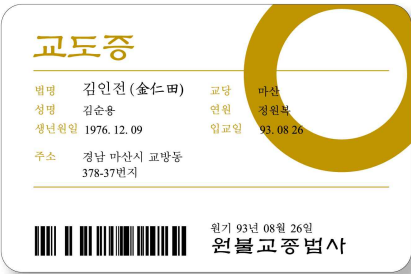 교도증
법명 김인전 (金仁田) 교당 마산
성명 김순용 연원 정원복
생년원일 1976. 12. 09 입교일 93. 08 26
주소 경남 마산시 교방동
378-37번지
원기 93년 08월 26일
원불교종법사